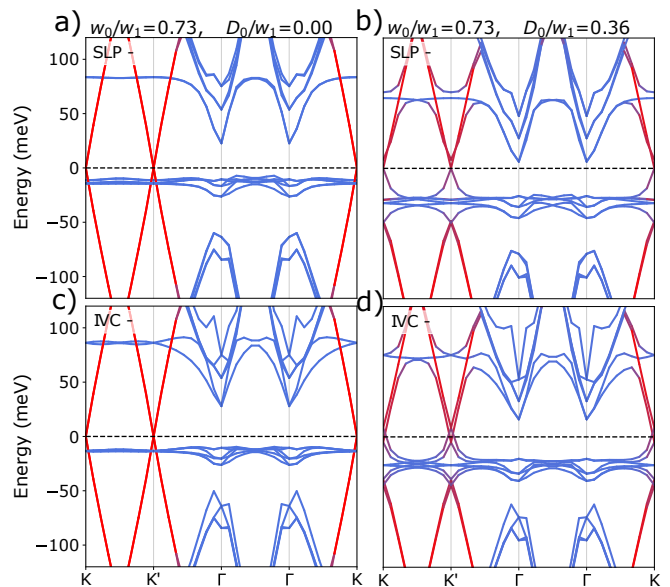 a) w₀/w₁=0.73, D₀/w₁=0.00
b) w₀/w₁=0.73, D₀/w₁=0.36
SLP -
SLP -
Energy (meV)
100
50
0
−50
−100
c)
d)
IVC -
IVC -
Energy (meV)
100
50
0
−50
−100
K K' Γ Γ K
K K' Γ Γ K